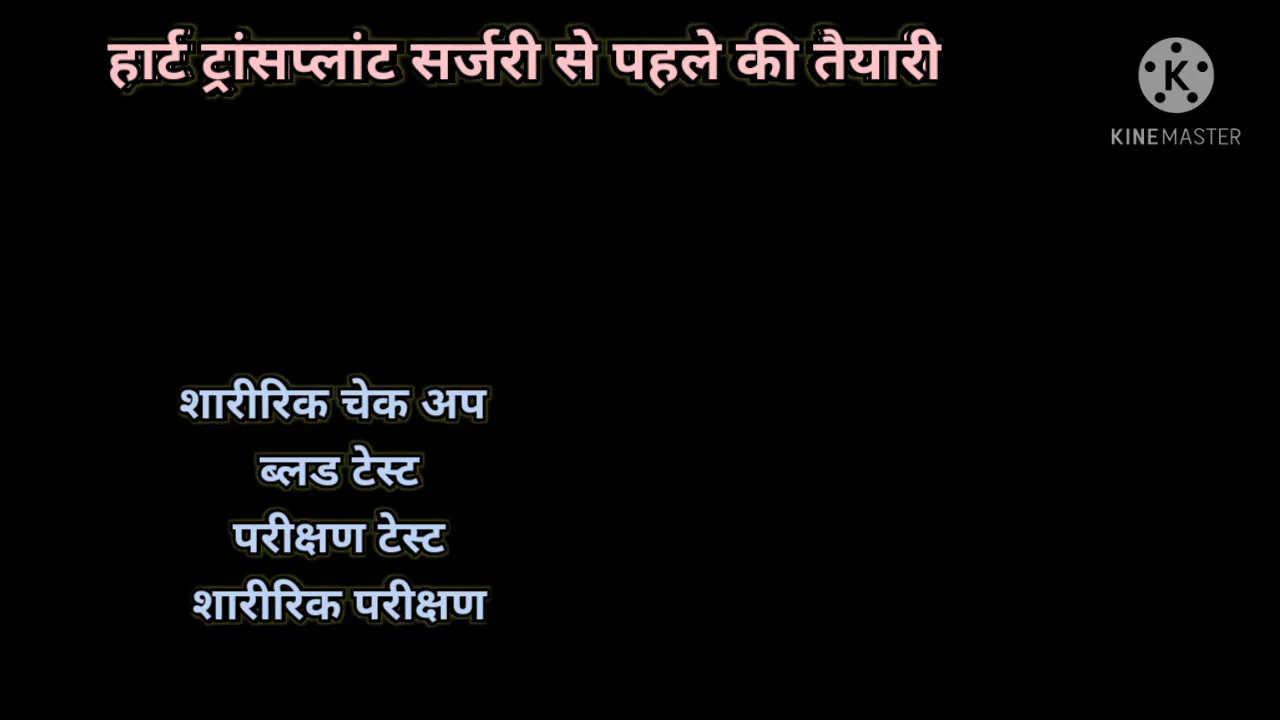 हार्ट ट्रांसप्लांट सर्जरी से पहले की तैयारी
K
KINEMASTER
शारीरिक चेक अप
ब्लड टेस्ट
परीक्षण टेस्ट
शारीरिक परीक्षण